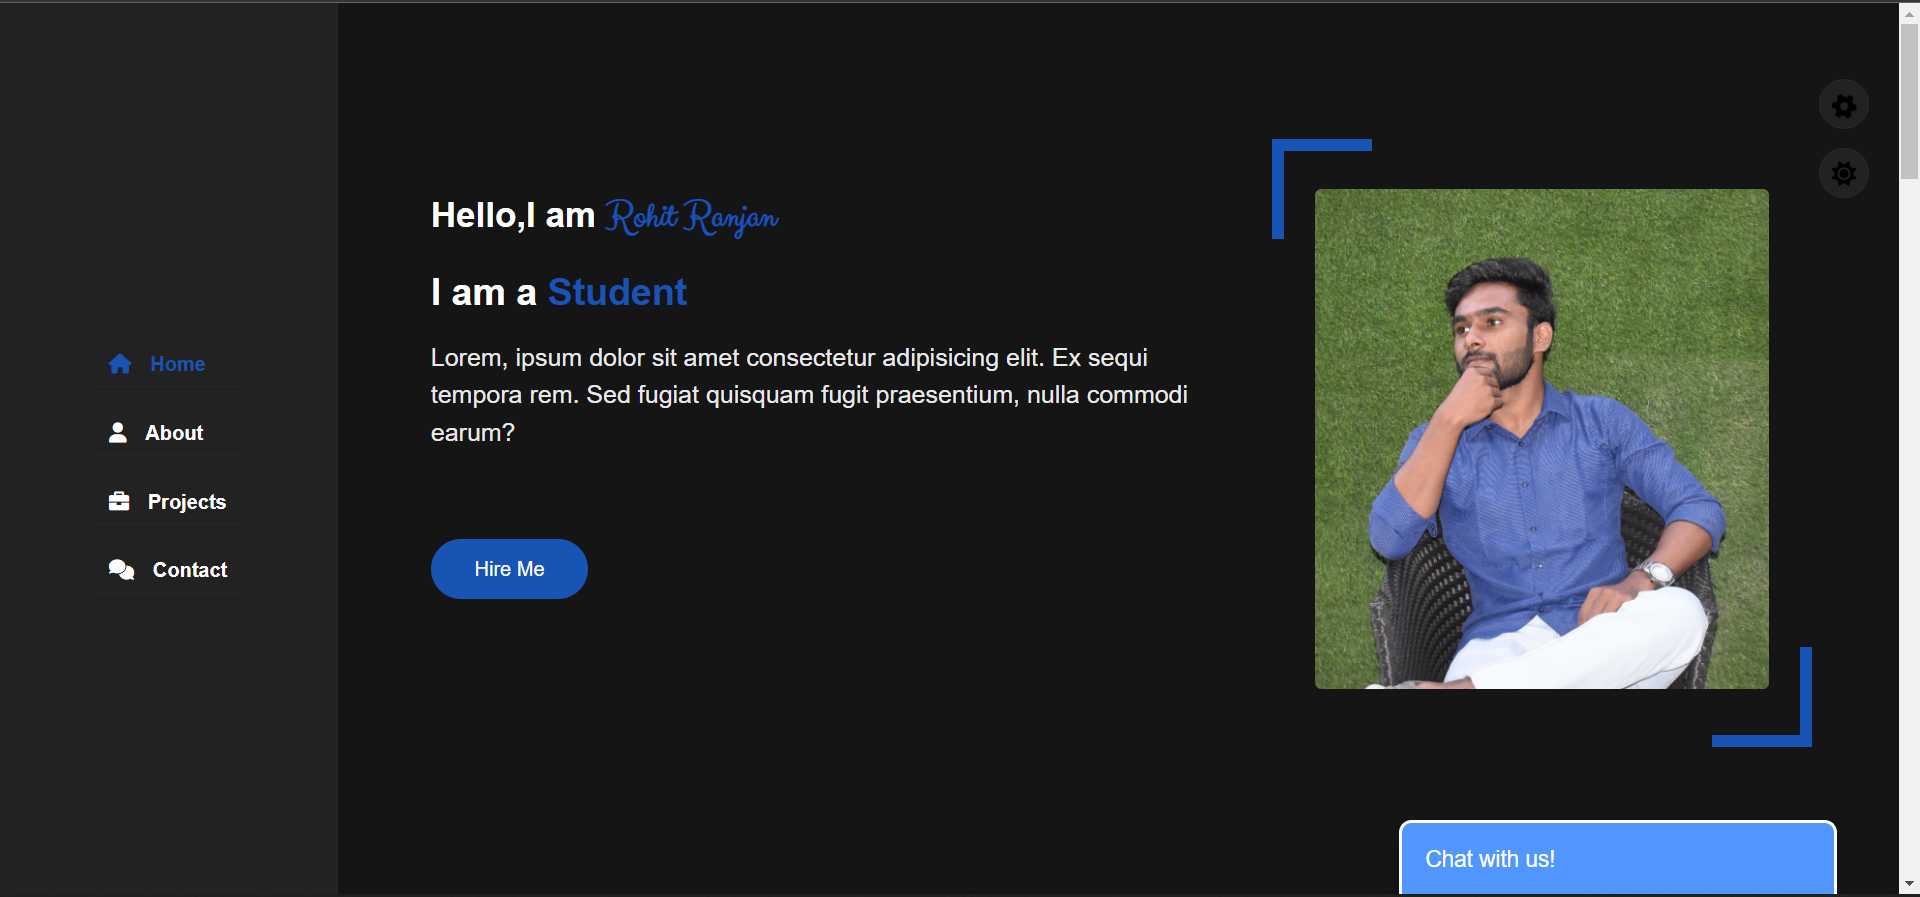 Home
About
Projects
Contact
Hello,I am Rohit Ranjan
I am a Student
Lorem, ipsum dolor sit amet consectetur adipisicing elit. Ex sequi
tempora rem. Sed fugiat quisquam fugit praesentium, nulla commodi
earum?
Hire Me
Chat with us!